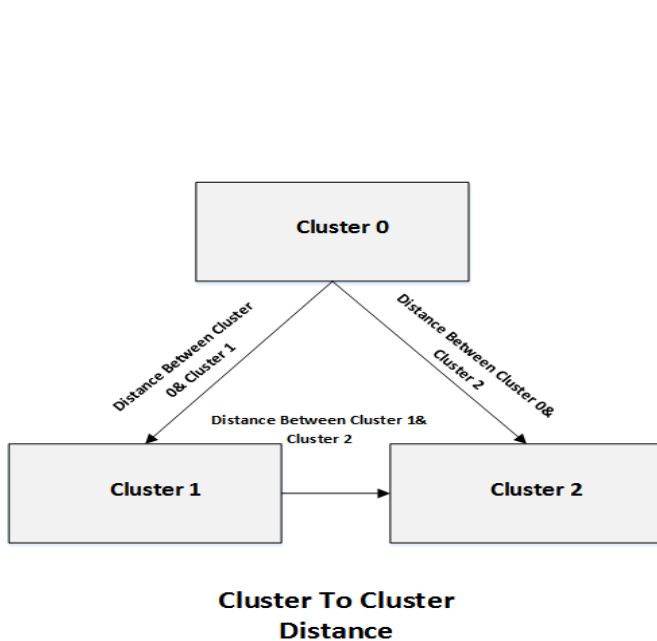 Cluster 0
Distance Between Cluster
0& Cluster 1
Distance Between Cluster 0&
Cluster 2
Distance Between Cluster 1&
Cluster 2
Cluster 1
Cluster 2
Cluster To Cluster
Distance